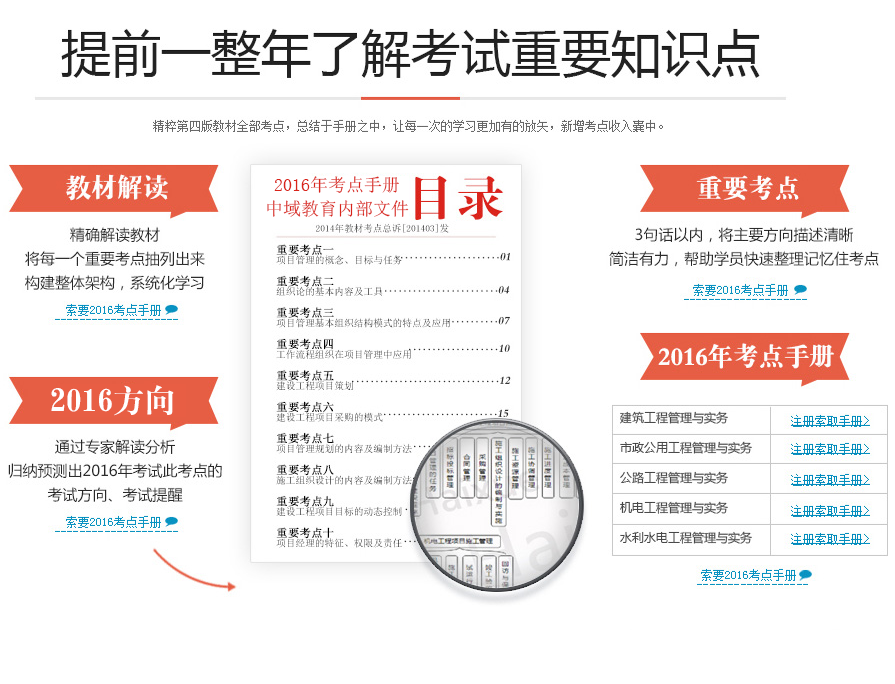 提前一整年了解考试重要知识点
精粹第四版教材全部考点，总结于手册之中，让每一次的学习更加有的放矢，新增考点收入囊中。
教材解读
精确解读教材
将每一个重要考点抽列出来
构建整体架构，系统化学习
索要2016考点手册
2016方向
通过专家解读分析
归纳预测出2016年考试此考点的
考试方向、考试提醒
索要2016考点手册
2016年考点手册
中域教育内部文件
目录
2014年教材考点总诉[201403]发
重要考点一
项目管理的概念、目标与任务··················01
重要考点二
组织论的基本内容及工具··················04
重要考点三
项目管理基本组织结构模式的特点及应用·········07
重要考点四
工作流程组织在项目管理中应用··················10
重要考点五
建设工程项目策划··················12
重要考点六
建设工程项目采购的模式··················15
重要考点七
项目管理规划的内容及编制方法···
重要考点八
施工组织设计的内容及编制方法
重要考点九
建设工程项目目标的动态控制·
重要考点十
项目经理的特征、权限及责任···
招标投标管理
合同管理
采购管理
施工组织设计的编制与实施
施工资源管理
施工协调管理
施工进度管理
机电工程项目施工管理
重要考点
3句话以内，将主要方向描述清晰
简洁有力，帮助学员快速整理记忆住考点
索要2016考点手册
2016年考点手册
建筑工程管理与实务 注册索取手册>
市政公用工程管理与实务 注册索取手册>
公路工程管理与实务 注册索取手册>
机电工程管理与实务 注册索取手册>
水利水电工程管理与实务 注册索取手册>
索要2016考点手册